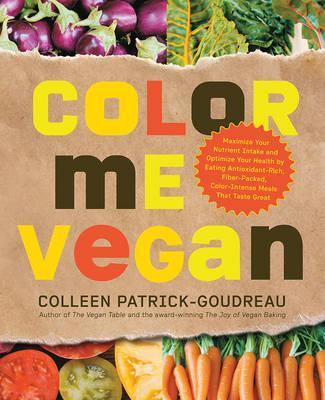 COLOR
ME
VEGAN
Maximize Your
Nutrient Intake and
Optimize Your Health by
Eating Antioxidant-Rich,
Fiber-Packed,
Color-Intense Meals
That Taste Great
COLLEEN PATRICK-GOUDREAU
Author of The Vegan Table and the award-winning The Joy of Vegan Baking